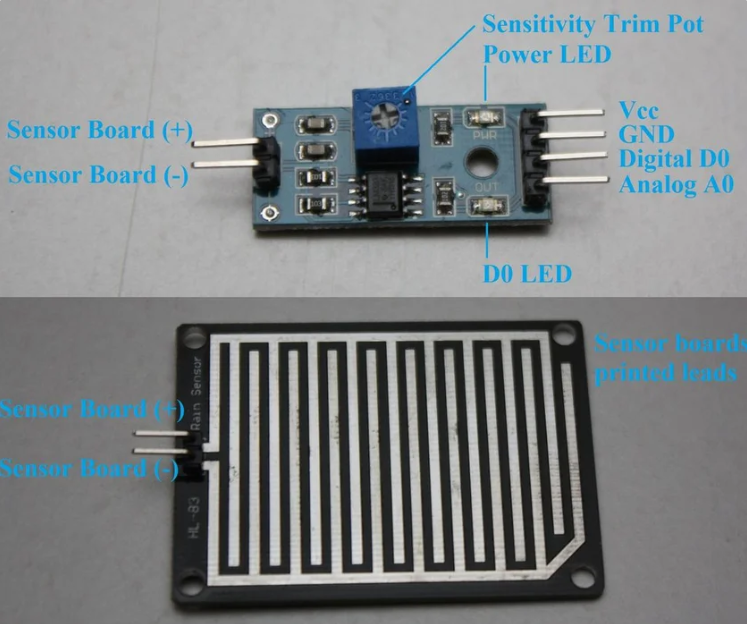 Sensitivity Trim Pot
Power LED
Sensor Board (+)
Sensor Board (-)
Vcc
GND
Digital D0
Analog A0
PWR
OUT
D0 LED
Sensor boards
printed leads
Sensor Board (+)
Sensor Board (-)
Rain Sensor
HL-83